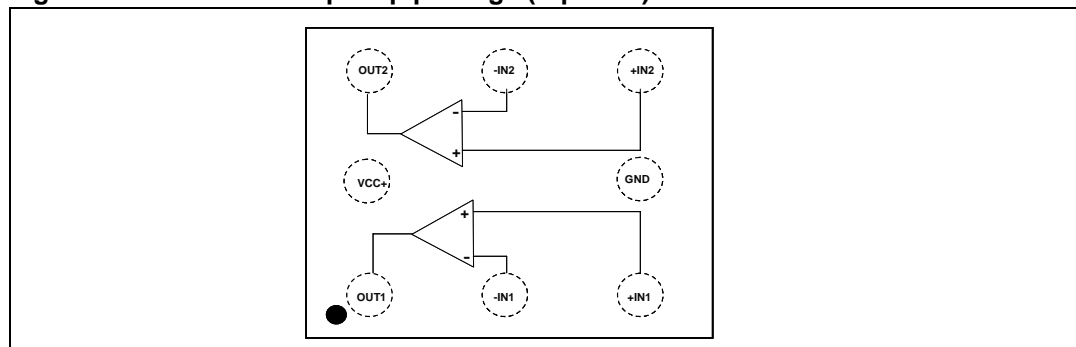 OUT2 -IN2 +IN2
-
+
VCC+ GND
+
-
OUT1 -IN1 +IN1